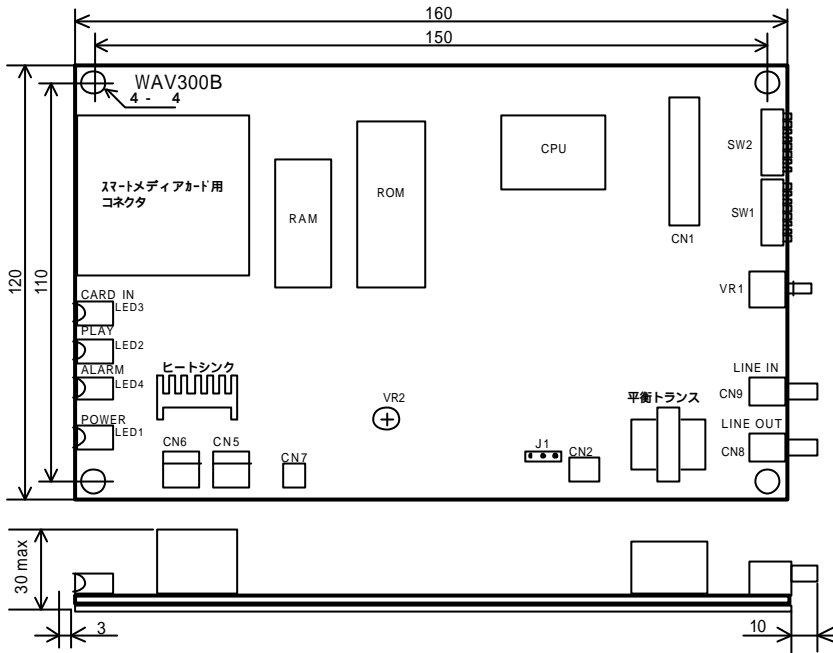 160
150
WAV300B
4 - 4
スマートメディアカード用
コネクタ
RAM
ROM
CPU
CN1
SW2
SW1
120
110
VR1
CARD IN
LED3
PLAY
LED2
ALARM
LED4
POWER
LED1
ヒートシンク
VR2
LINE IN
CN9
平衡トランス
LINE OUT
CN8
CN6
CN5
CN7
J1
CN2
30 max
3
10